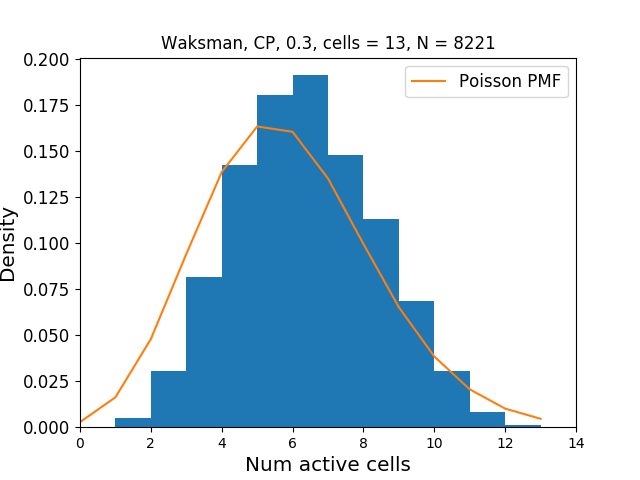 Waksman, CP, 0.3, cells = 13, N = 8221
Poisson PMF
0.200
0.175
0.150
0.125
0.100
0.075
0.050
0.025
0.000
Density
0 2 4 6 8 10 12 14
Num active cells